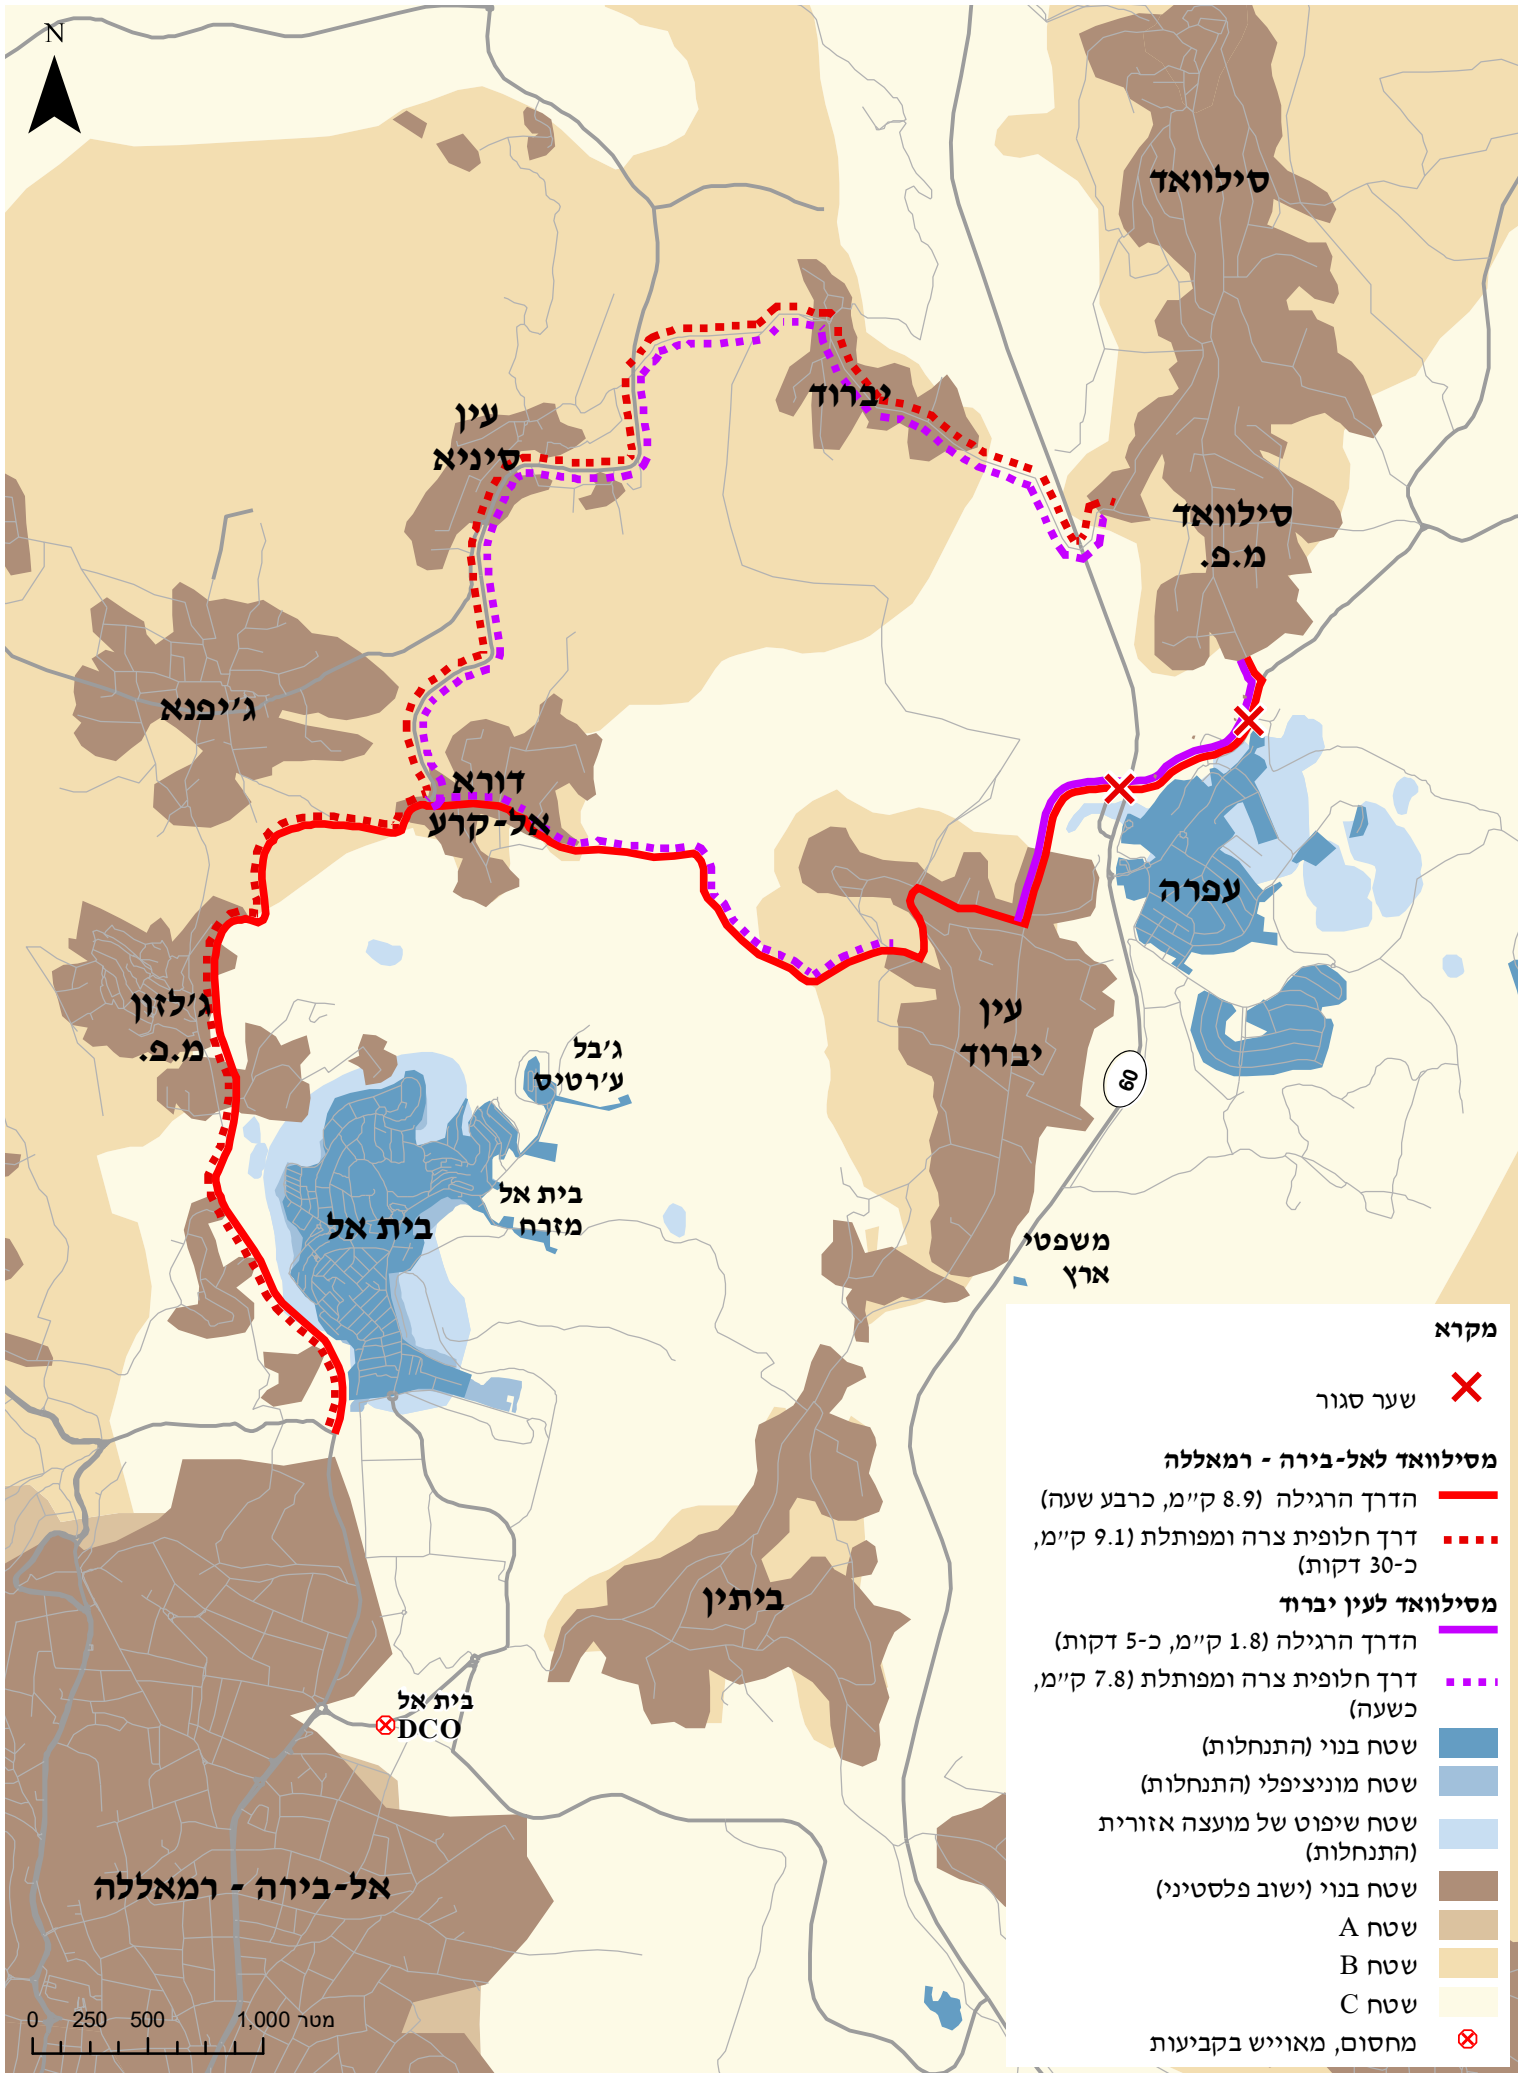 N
סילוואד
יברוד
עין
סיניא
סילוואד
מ.פ.
ג'יפנא
דורא
אל-קרע
עפרה
ג'לזון
מ.פ.
עין
יברוד
ג'בל
ע'רטיס
60
בית אל
מזרח
בית אל
משפטי
ארץ
ביתין
בית אל
DCO
אל-בירה - רמאללה
0 250 500 1,000 מטר
מקרא
שער סגור
מסילוואד לאל-בירה - רמאללה
הדרך הרגילה (8.9 ק"מ, כרבע שעה)
דרך חלופית צרה ומפותלת (9.1 ק"מ,
כ-30 דקות)
מסילוואד לעין יברוד
הדרך הרגילה (1.8 ק"מ, כ-5 דקות)
דרך חלופית צרה ומפותלת (7.8 ק"מ,
כשעה)
שטח בנוי (התנחלות)
שטח מוניציפלי (התנחלות)
שטח שיפוט של מועצה אזורית
(התנחלות)
שטח בנוי (ישוב פלסטיני)
שטח A
שטח B
שטח C
מחסום, מאוייש בקביעות